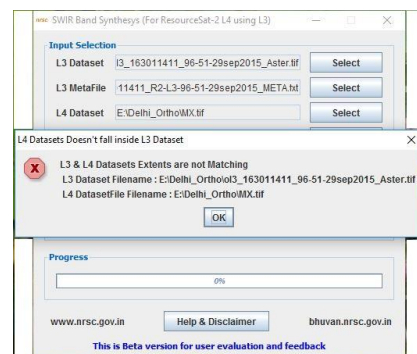 nrsc SWIR Band Synthesys (For ResourceSat-2 L4 using L3)
Input Selection
L3 Dataset l3_163011411_96-51-29sep2015_Aster.tif Select
L3 MetaFile 11411_R2-L3-96-51-29sep2015_META.txt Select
L4 Dataset E:\Delhi_Ortho\MX.tif Select
L4 Datasets Doesn't fall inside L3 Dataset
L3 & L4 Datasets Extents are not Matching
L3 Dataset Filename : E:\Delhi_Ortho\ol3_163011411_96-51-29sep2015_Aster.tif
L4 DatasetFile Filename : E:\Delhi_Ortho\MX.tif
OK
Progress
0%
www.nrsc.gov.in Help & Disclaimer bhuvan.nrsc.gov.in
This is Beta version for user evaluation and feedback